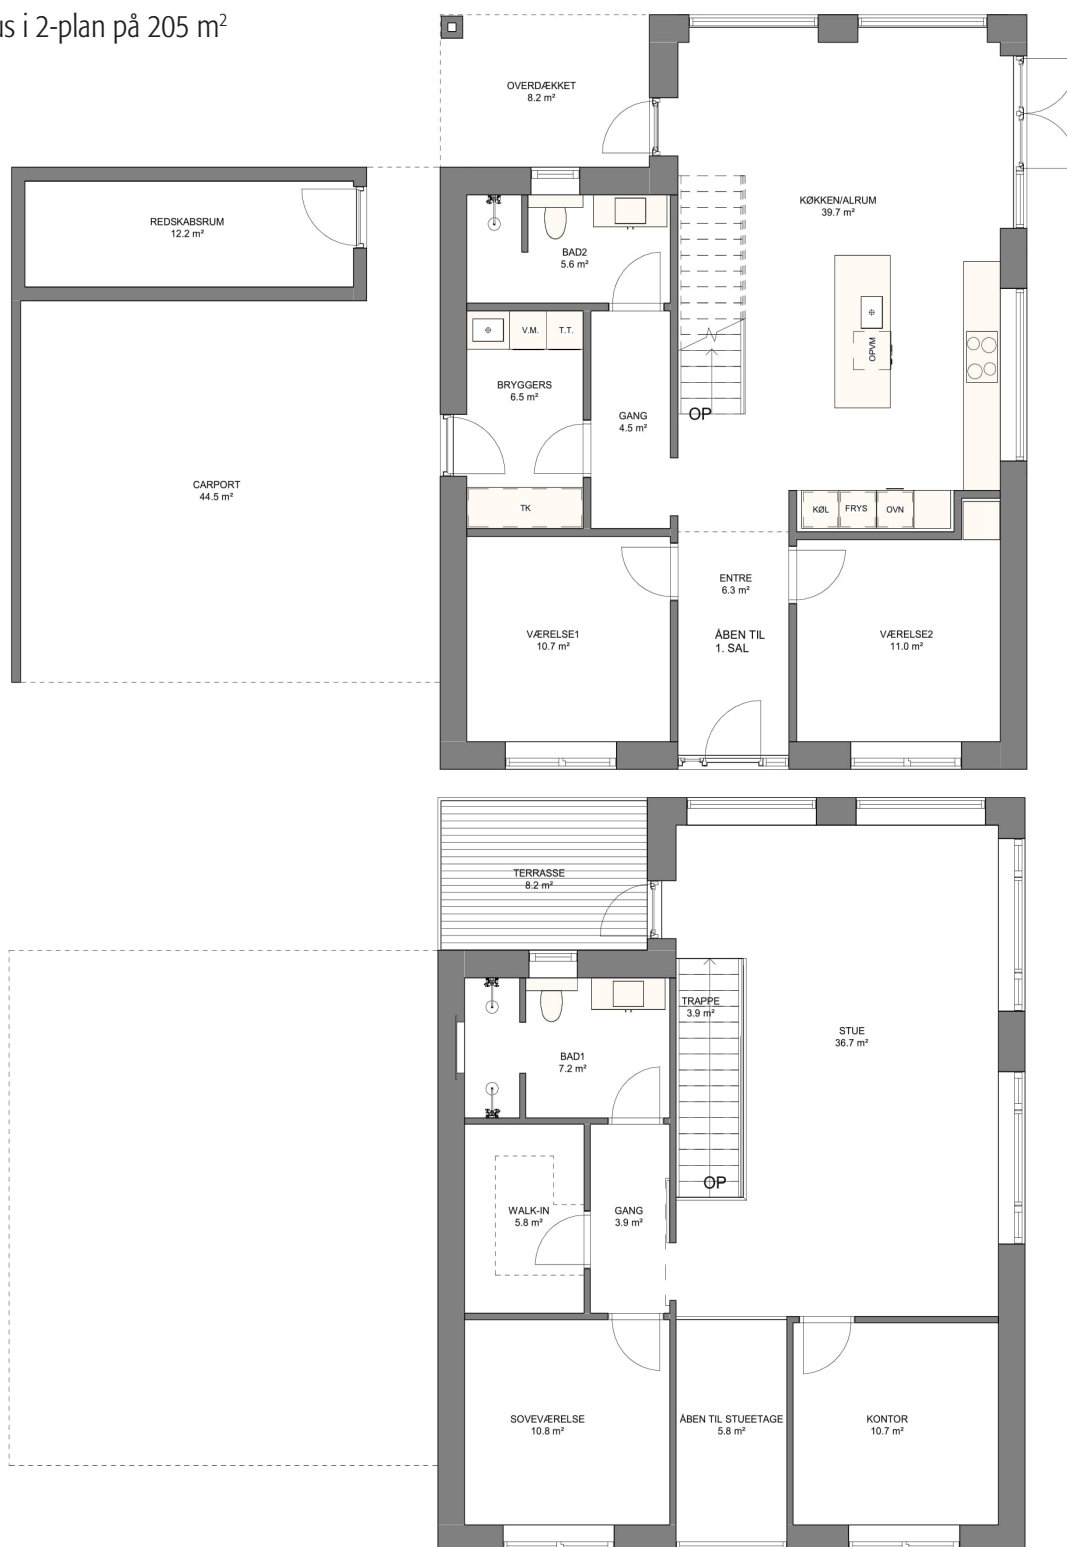 us i 2-plan på 205 m²
OVERDÆKKET
8.2 m²
REDSKABSRUM
12.2 m²
KØKKEN/ALRUM
39.7 m²
BAD2
5.6 m²
V.M.
T.T.
OPVM
BRYGGERS
6.5 m²
GANG
4.5 m²
OP
CARPORT
44.5 m²
TK
KØL
FRYS
OVN
ENTRE
6.3 m²
VÆRELSE1
10.7 m²
ÅBEN TIL
1. SAL
VÆRELSE2
11.0 m²
TERRASSE
8.2 m²
TRAPPE
3.9 m²
STUE
36.7 m²
BAD1
7.2 m²
OP
WALK-IN
5.8 m²
GANG
3.9 m²
SOVEVÆRELSE
10.8 m²
ÅBEN TIL STUEETAGE
5.8 m²
KONTOR
10.7 m²